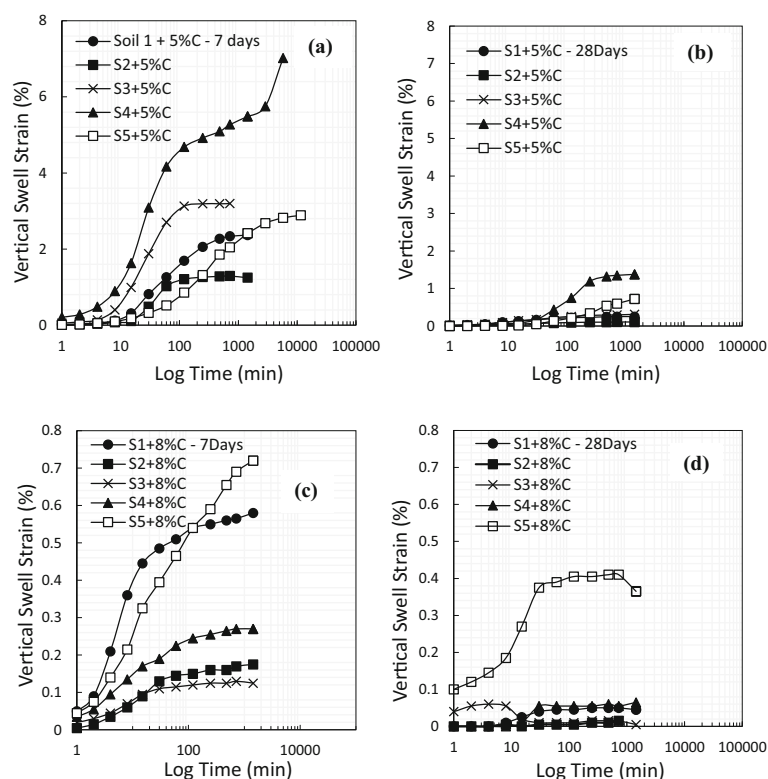 Vertical Swell Strain (%)
8
6
4
2
0
Soil 1 + 5%C - 7 days
S2+5%C
S3+5%C
S4+5%C
S5+5%C
(a)
1 10 100 1000 10000 100000
Log Time (min)
Vertical Swell Strain (%)
8
7
6
5
4
3
2
1
0
S1+5%C - 28Days
S2+5%C
S3+5%C
S4+5%C
S5+5%C
(b)
1 10 100 1000 10000 100000
Log Time (min)
Vertical Swell Strain (%)
0.8
0.7
0.6
0.5
0.4
0.3
0.2
0.1
0
S1+8%C - 7Days
S2+8%C
S3+8%C
S4+8%C
S5+8%C
(c)
1 100 10000
Log Time (min)
Vertical Swell Strain (%)
0.8
0.7
0.6
0.5
0.4
0.3
0.2
0.1
0
S1+8%C - 28Days
S2+8%C
S3+8%C
S4+8%C
S5+8%C
(d)
1 10 100 1000 10000 100000
Log Time (min)